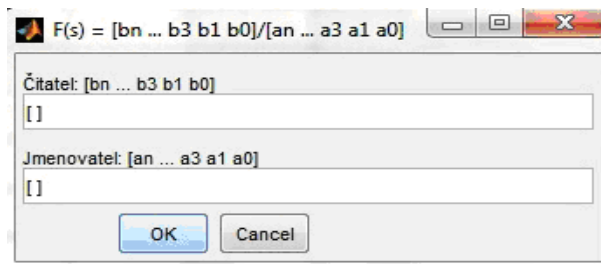 F(s) = [bn ... b3 b1 b0]/[an ... a3 a1 a0]
Čitatel: [bn ... b3 b1 b0]
[ ]
Jmenovatel: [an ... a3 a1 a0]
[ ]
OK Cancel